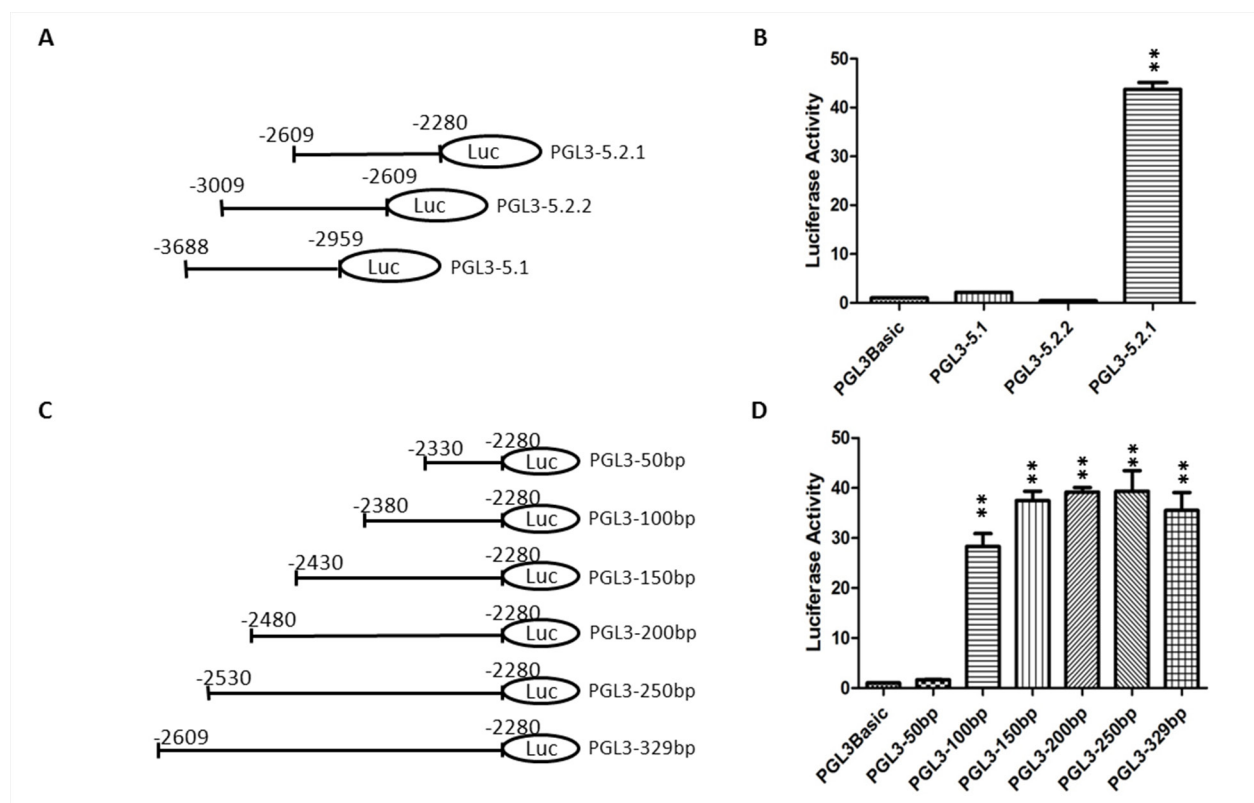 A
-2609
-2280
Luc
PGL3-5.2.1
-3009
-2609
Luc
PGL3-5.2.2
-3688
-2959
Luc
PGL3-5.1
B
Luciferase Activity
50
40
30
20
10
0
**
PGL3Basic
PGL3-5.1
PGL3-5.2.2
PGL3-5.2.1
C
-2330
-2280
Luc
PGL3-50bp
-2380
-2280
Luc
PGL3-100bp
-2430
-2280
Luc
PGL3-150bp
-2480
-2280
Luc
PGL3-200bp
-2530
-2280
Luc
PGL3-250bp
-2609
-2280
Luc
PGL3-329bp
D
Luciferase Activity
50
40
30
20
10
0
**
**
**
**
**
PGL3Basic
PGL3-50bp
PGL3-100bp
PGL3-150bp
PGL3-200bp
PGL3-250bp
PGL3-329bp